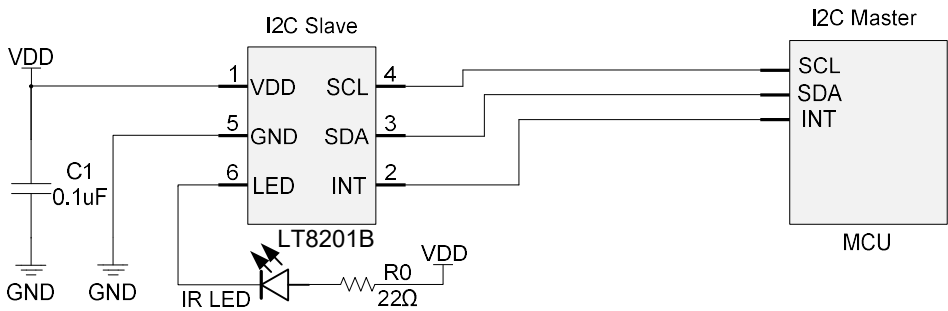 I2C Slave
I2C Master
VDD
1
VDD
SCL
4
SCL
SDA
INT
5
GND
SDA
3
6
LED
INT
2
C1
0.1uF
LT8201B
MCU
VDD
GND
GND
IR LED
R0
22Ω